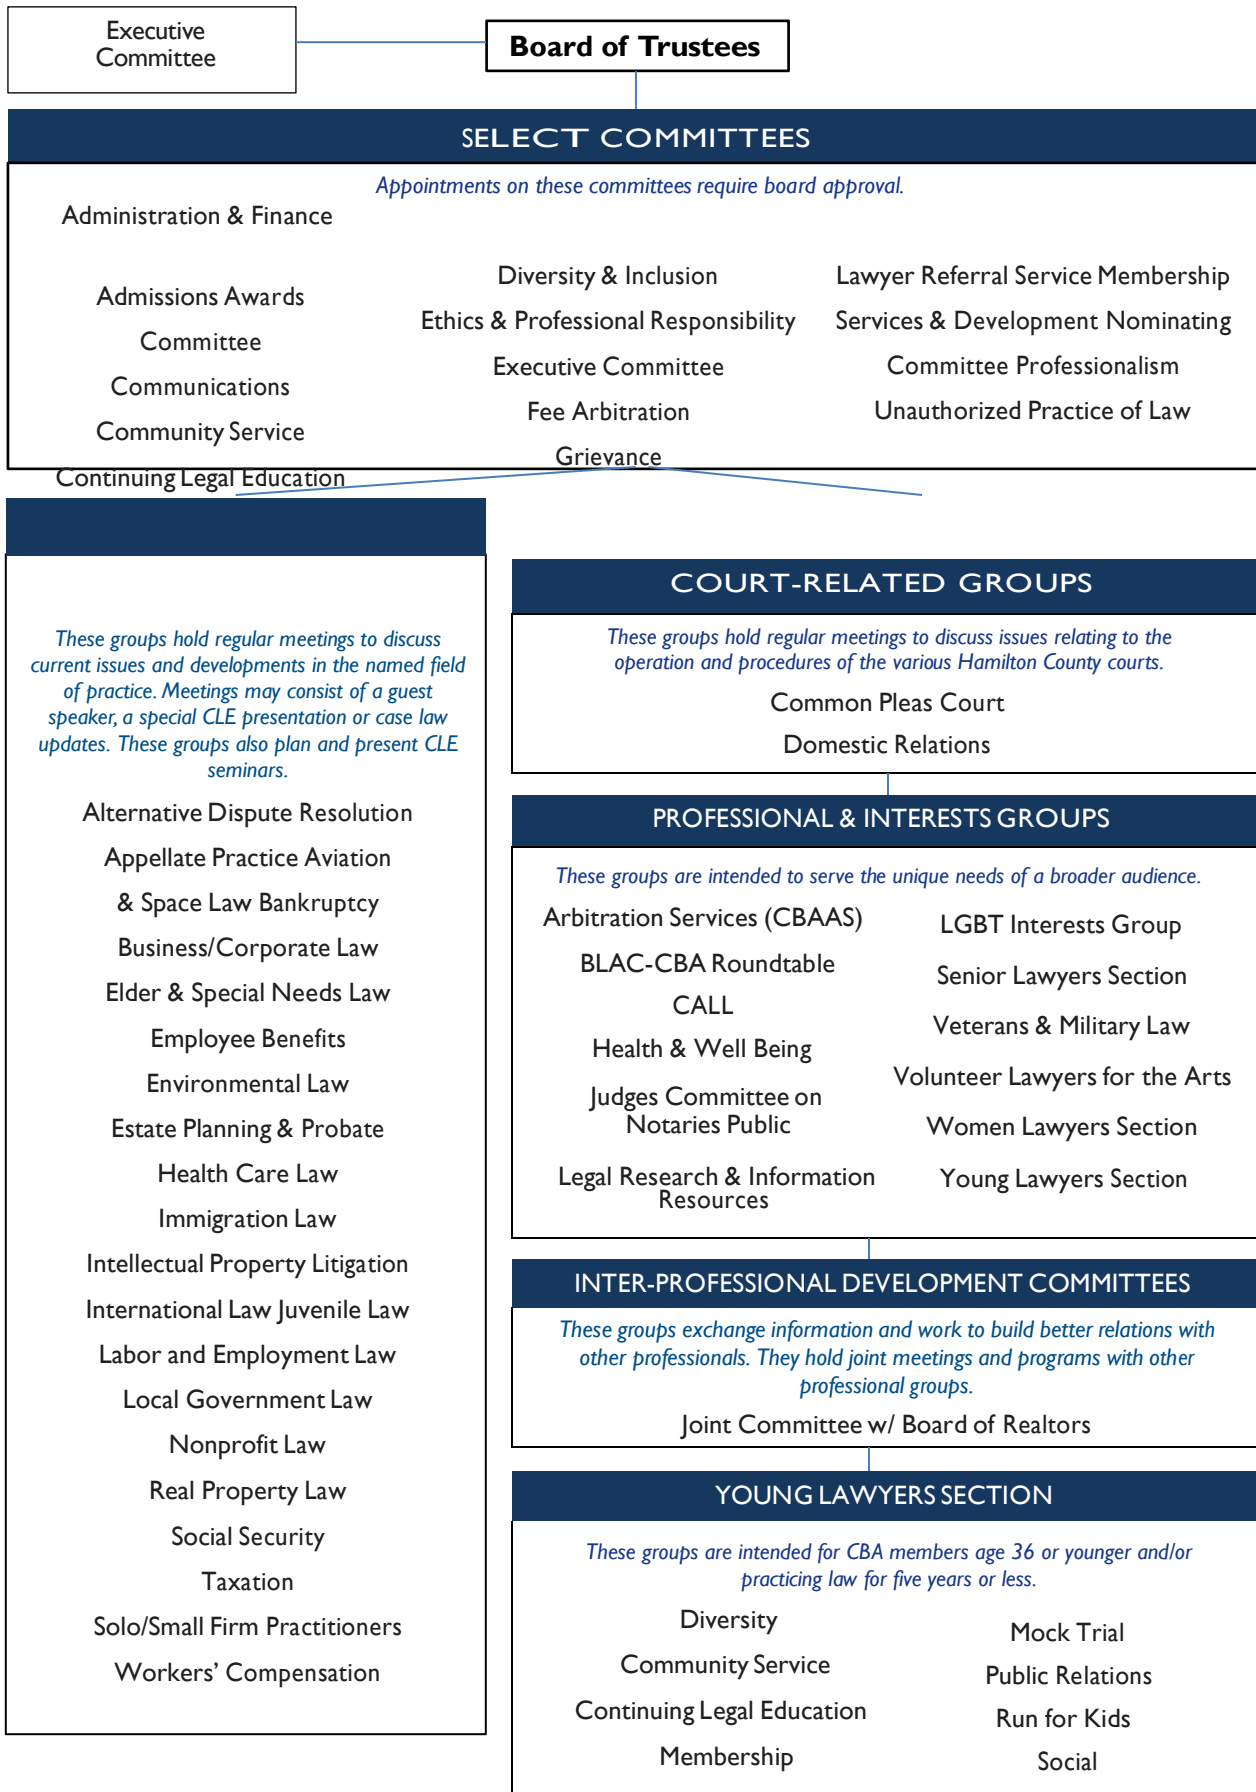 Executive
Committee
Board of Trustees
SELECT COMMITTEES
Appointments on these committees require board approval.
Administration & Finance
Admissions Awards
Committee
Communications
Community Service
Continuing Legal Education
Diversity & Inclusion
Ethics & Professional Responsibility
Executive Committee
Fee Arbitration
Grievance
Lawyer Referral Service Membership
Services & Development Nominating
Committee Professionalism
Unauthorized Practice of Law
These groups hold regular meetings to discuss
current issues and developments in the named field
of practice. Meetings may consist of a guest
speaker, a special CLE presentation or case law
updates. These groups also plan and present CLE
seminars.
Alternative Dispute Resolution
Appellate Practice Aviation
& Space Law Bankruptcy
Business/Corporate Law
Elder & Special Needs Law
Employee Benefits
Environmental Law
Estate Planning & Probate
Health Care Law
Immigration Law
Intellectual Property Litigation
International Law Juvenile Law
Labor and Employment Law
Local Government Law
Nonprofit Law
Real Property Law
Social Security
Taxation
Solo/Small Firm Practitioners
Workers’ Compensation
COURT-RELATED GROUPS
These groups hold regular meetings to discuss issues relating to the
operation and procedures of the various Hamilton County courts.
Common Pleas Court
Domestic Relations
PROFESSIONAL & INTERESTS GROUPS
These groups are intended to serve the unique needs of a broader audience.
Arbitration Services (CBAAS)
BLAC-CBA Roundtable
CALL
Health & Well Being
Judges Committee on
Notaries Public
Legal Research & Information
Resources
LGBT Interests Group
Senior Lawyers Section
Veterans & Military Law
Volunteer Lawyers for the Arts
Women Lawyers Section
Young Lawyers Section
INTER-PROFESSIONAL DEVELOPMENT COMMITTEES
These groups exchange information and work to build better relations with
other professionals. They hold joint meetings and programs with other
professional groups.
Joint Committee w/ Board of Realtors
YOUNG LAWYERS SECTION
These groups are intended for CBA members age 36 or younger and/or
practicing law for five years or less.
Diversity
Community Service
Continuing Legal Education
Membership
Mock Trial
Public Relations
Run for Kids
Social